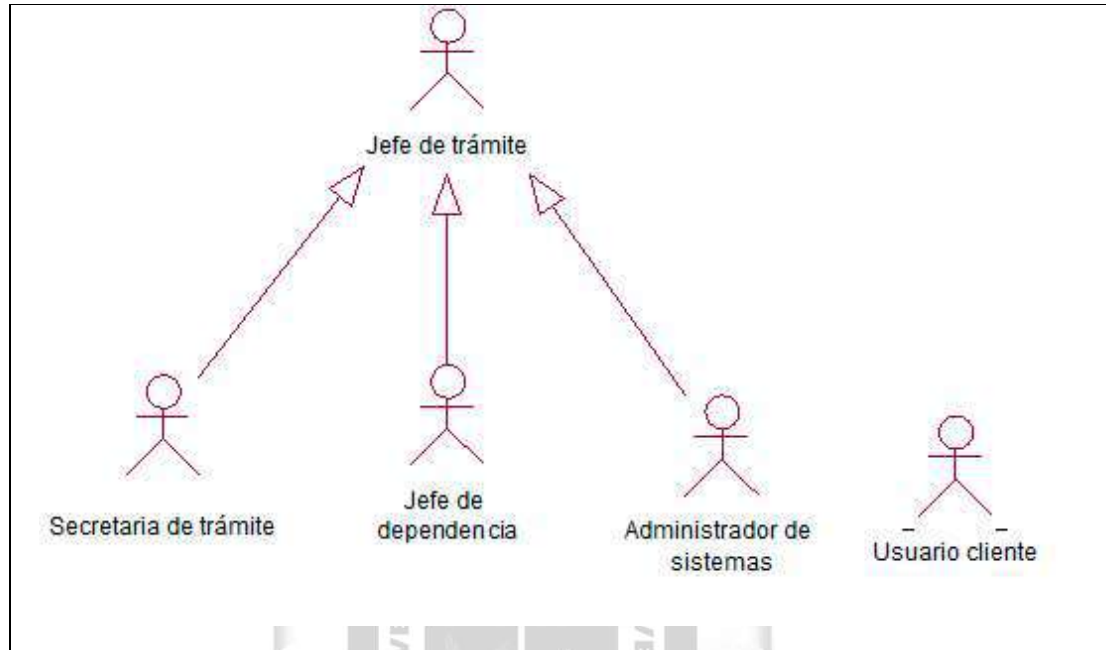 Jefe de trámite
Secretaria de trámite
Jefe de
dependencia
Administrador de
sistemas
Usuario cliente